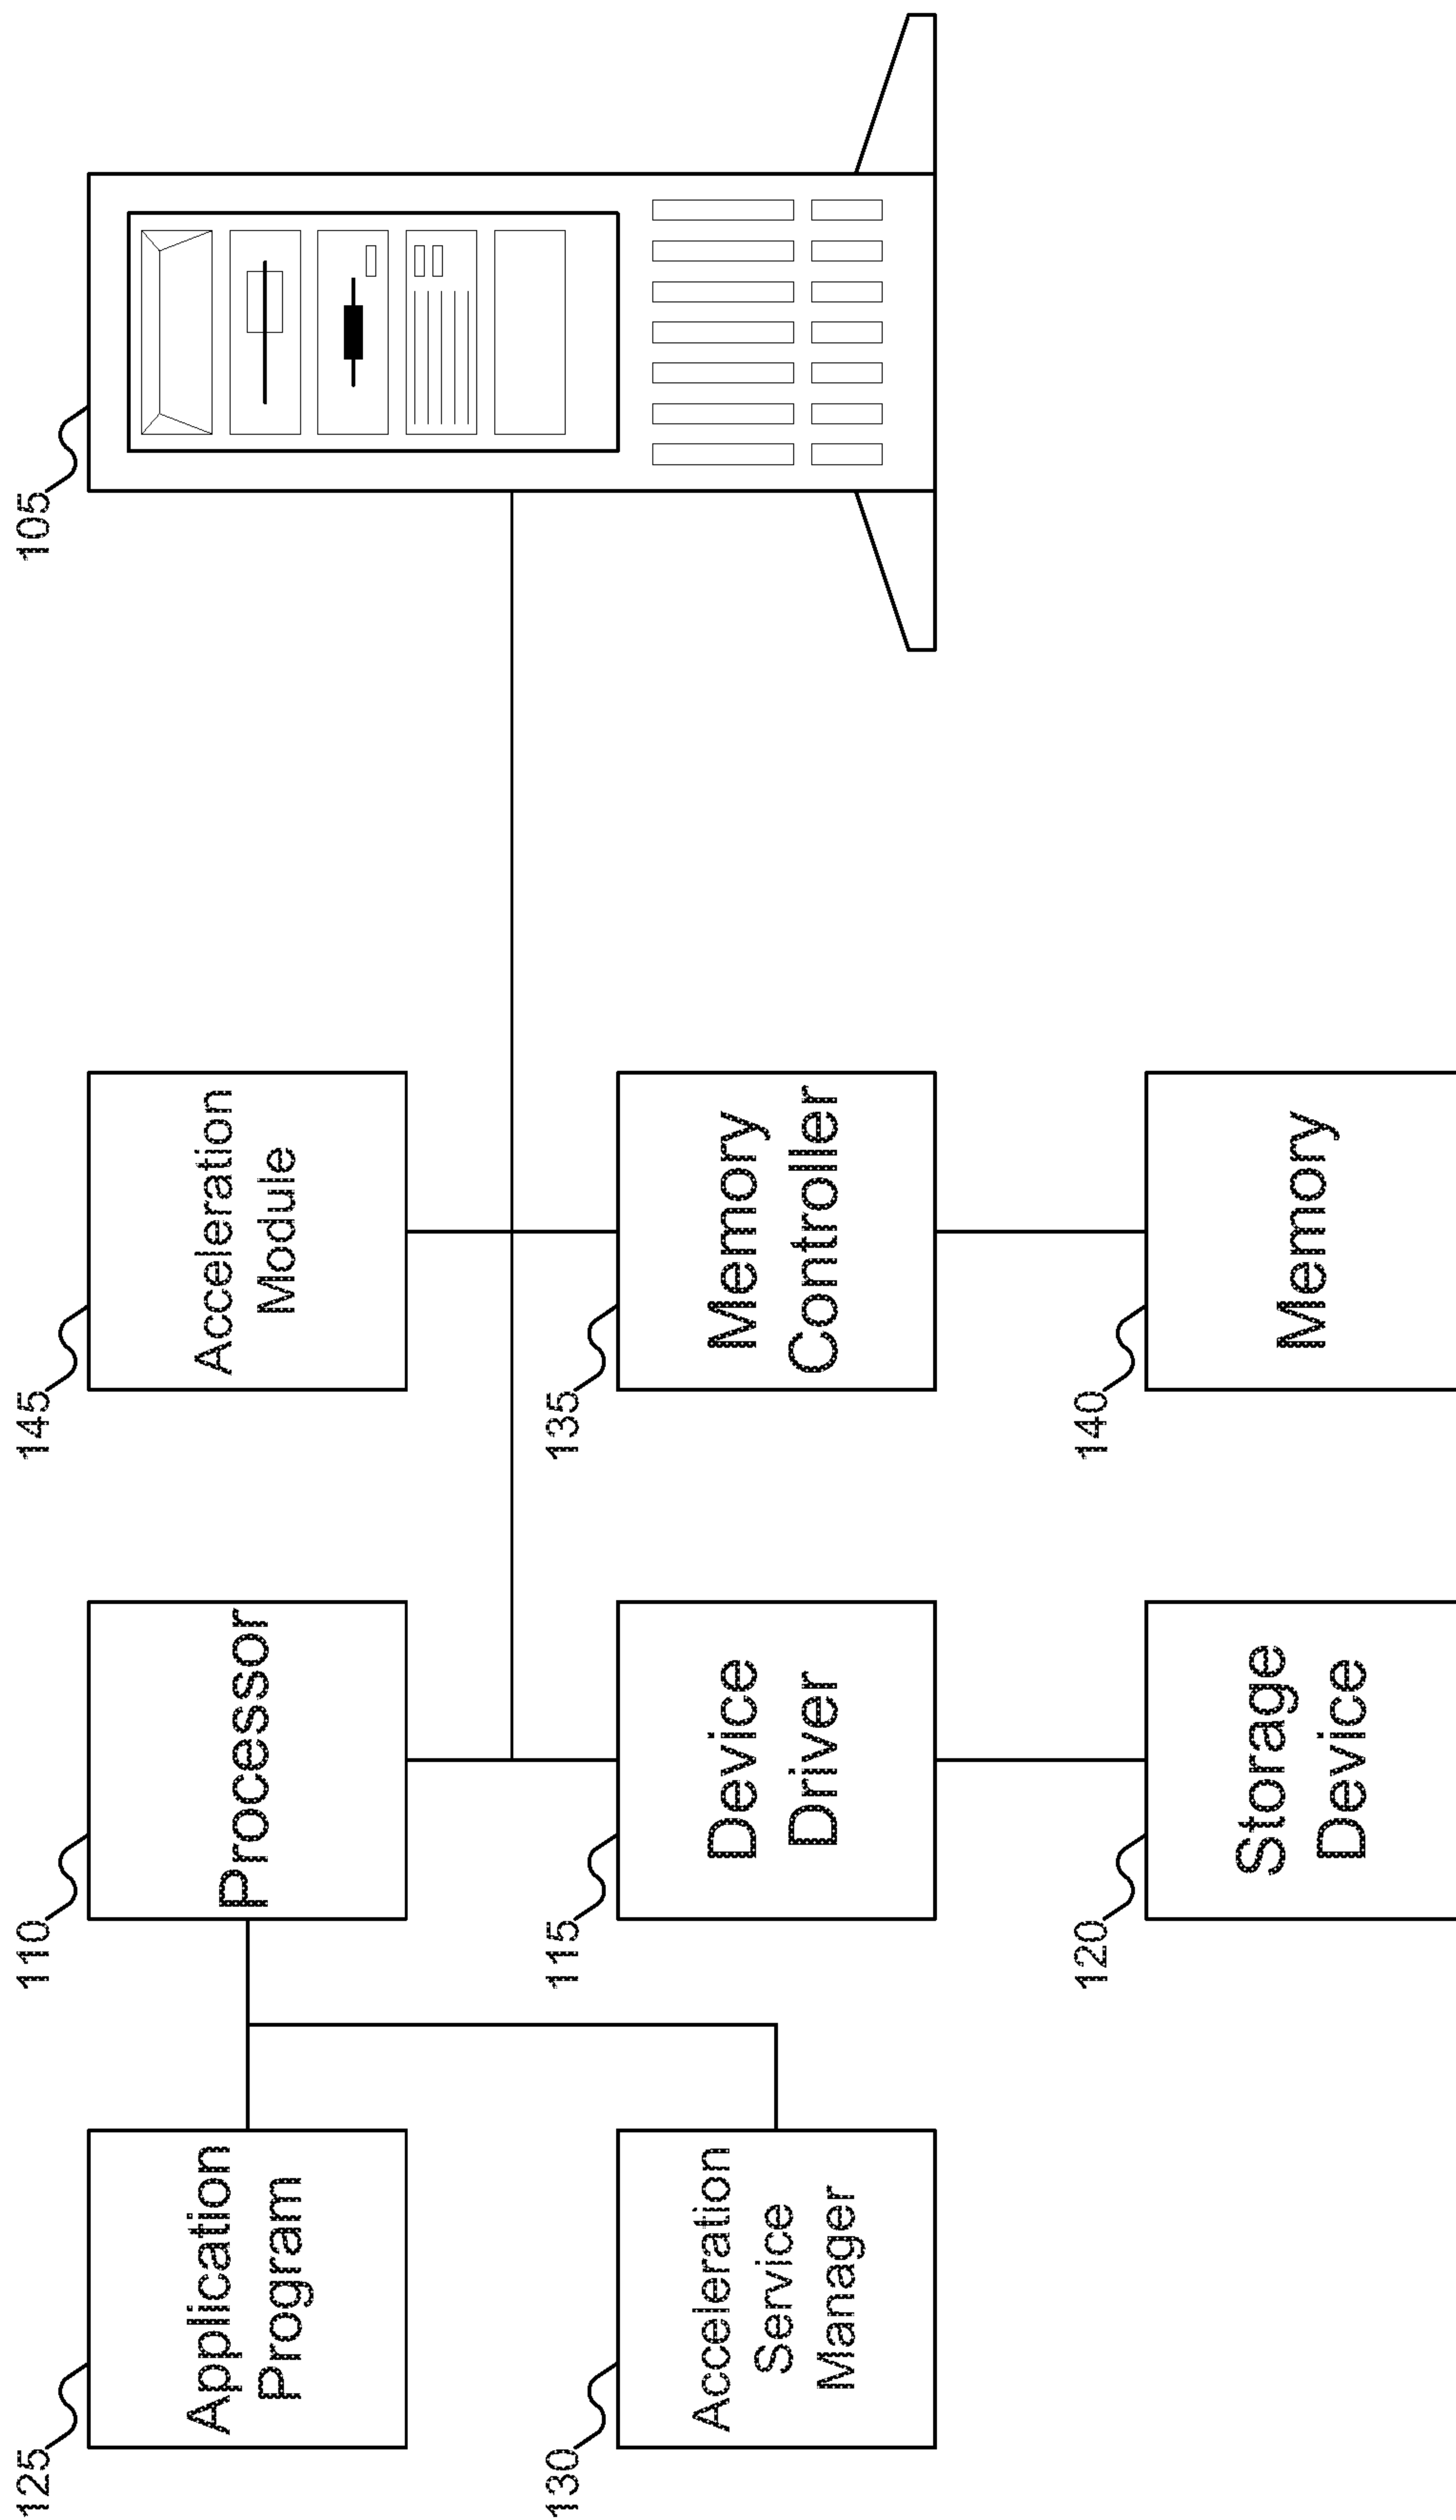 125
Application
Program
110
Processor
145
Acceleration
Module
105
130
Acceleration
Service
Manager
115
Device
Driver
135
Memory
Controller
120
Storage
Device
140
Memory